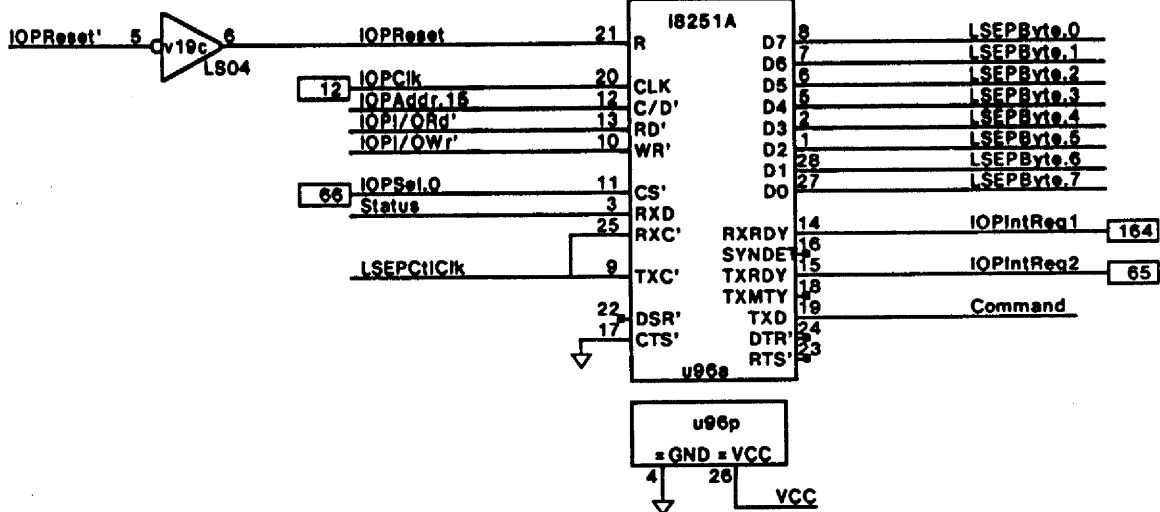 i8251A
IOPReset' 5 v19c 6 LS04 IOPReset 21 R D7 8 LSEPByte.0
D6 7 LSEPByte.1
12 IOPClk 20 CLK D5 6 LSEPByte.2
IOPAddr.15 12 C/D' D4 5 LSEPByte.3
IOPI/ORd' 13 RD' D3 2 LSEPByte.4
IOPI/OWr' 10 WR' D2 1 LSEPByte.5
D1 28 LSEPByte.6
66 IOPSel.0 11 CS' D0 27 LSEPByte.7
Status 3 RXD
25 RXC' RXRDY 14 IOPIntReq1 164
SYNDET 16
LSEPCtlClk 9 TXC' TXRDY 15 IOPIntReq2 65
TXMTY 18
22 DSR' TXD 19 Command
17 CTS' DTR' 24
RTS' 23
u96a
u96p
=GND =VCC
4 26
VCC